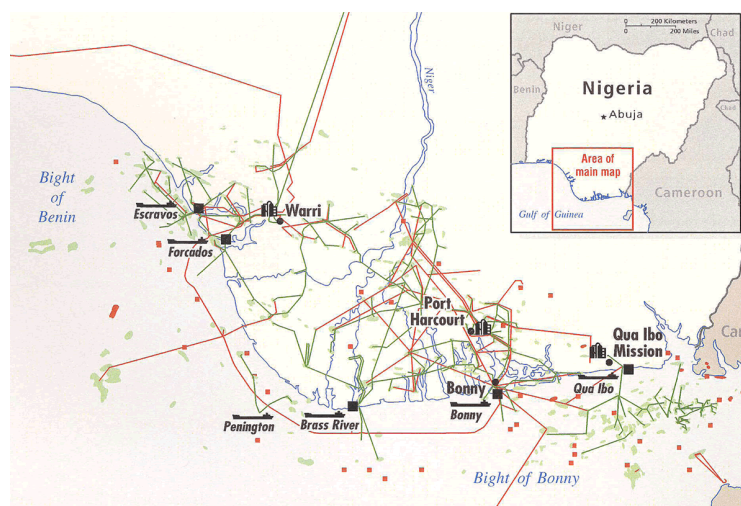 Niger
0 200 Kilometers
0 200 Miles
Chad
Benin
Nigeria
Abuja
Chad
Area of
main map
Cameroon
Gulf of Guinea
Niger
Bight
of
Benin
Escravos
Warri
Forcados
Port
Harcourt
Qua Ibo
Mission
Ca
Bonny
Qua Ibo
Bonny
Penington
Brass River
Bight of Bonny